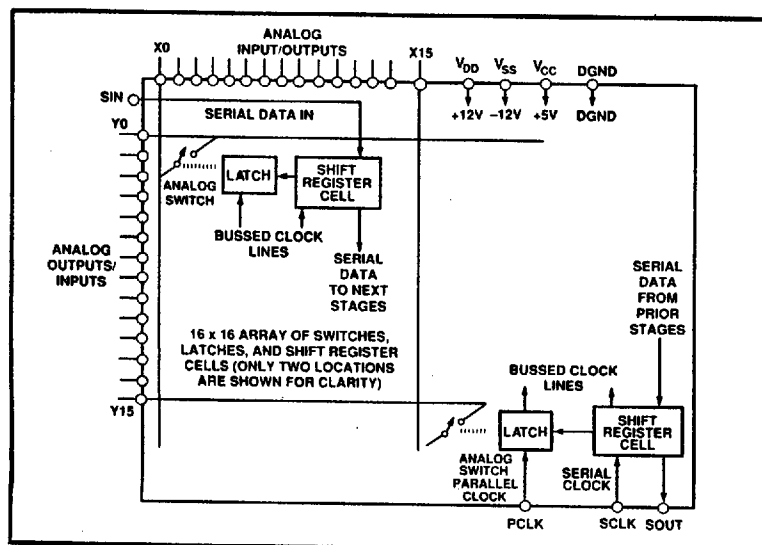 X0
ANALOG
INPUT/OUTPUTS
X15
VDD
VSS
VCC
DGND
SIN
SERIAL DATA IN
+12V
–12V
+5V
DGND
Y0
ANALOG
SWITCH
LATCH
SHIFT
REGISTER
CELL
BUSSED CLOCK
LINES
SERIAL
DATA
TO NEXT
STAGES
ANALOG
OUTPUTS/
INPUTS
SERIAL
DATA
FROM
PRIOR
STAGES
16 x 16 ARRAY OF SWITCHES,
LATCHES, AND SHIFT REGISTER
CELLS (ONLY TWO LOCATIONS
ARE SHOWN FOR CLARITY)
BUSSED CLOCK
LINES
Y15
LATCH
SHIFT
REGISTER
CELL
ANALOG
SWITCH
PARALLEL
CLOCK
SERIAL
CLOCK
PCLK
SCLK
SOUT